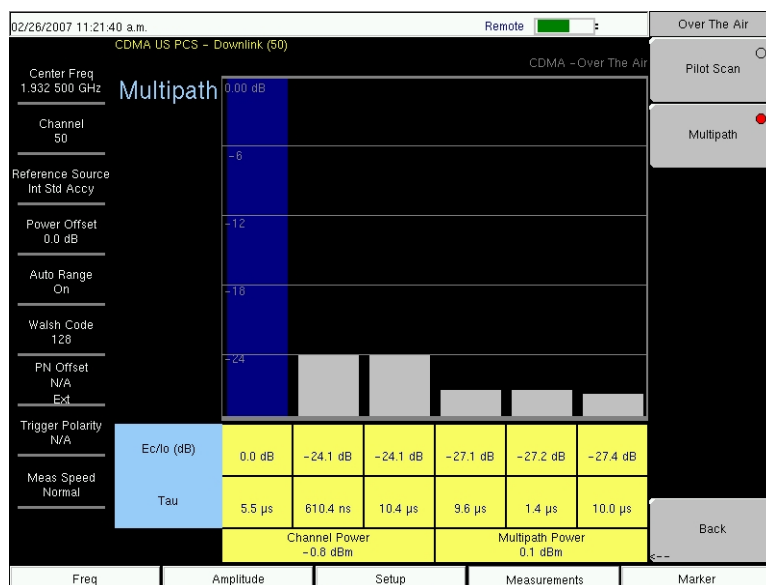 02/26/2007 11:21:40 a.m.
Remote
Over The Air
CDMA US PCS - Downlink (50)
CDMA -Over The Air
Center Freq
1.932 500 GHz
Channel
50
Reference Source
Int Std Accy
Power Offset
0.0 dB
Auto Range
On
Walsh Code
128
PN Offset
N/A
Ext
Trigger Polarity
N/A
Meas Speed
Normal
Multipath
0.00 dB
-6
-12
-18
-24
Ec/Io (dB)
0.0 dB
-24.1 dB
-24.1 dB
-27.1 dB
-27.2 dB
-27.4 dB
Tau
5.5 µs
610.4 ns
10.4 µs
9.6 µs
1.4 µs
10.0 µs
Channel Power
-0.8 dBm
Multipath Power
0.1 dBm
Pilot Scan
Multipath
Back
<--
Freq
Amplitude
Setup
Measurements
Marker